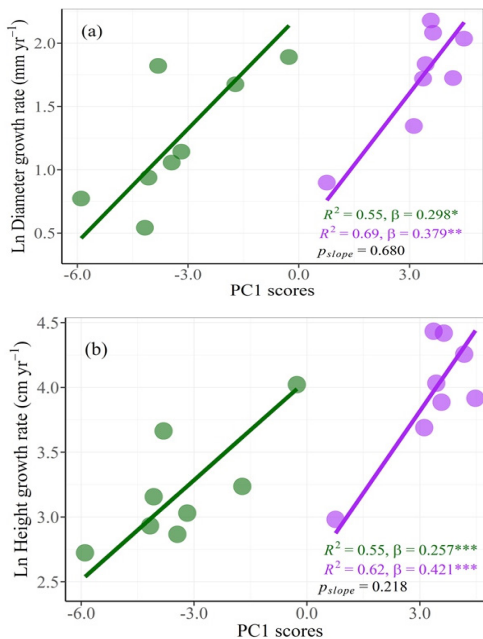 (a)
Ln Diameter growth rate (mm yr⁻¹)
2.0
1.5
1.0
0.5
R² = 0.55, β = 0.298*
R² = 0.69, β = 0.379**
pslope = 0.680
-6.0 -3.0 0.0 3.0
PC1 scores
(b)
Ln Height growth rate (cm yr⁻¹)
4.5
4.0
3.5
3.0
2.5
R² = 0.55, β = 0.257***
R² = 0.62, β = 0.421***
pslope = 0.218
-6.0 -3.0 0.0 3.0
PC1 scores